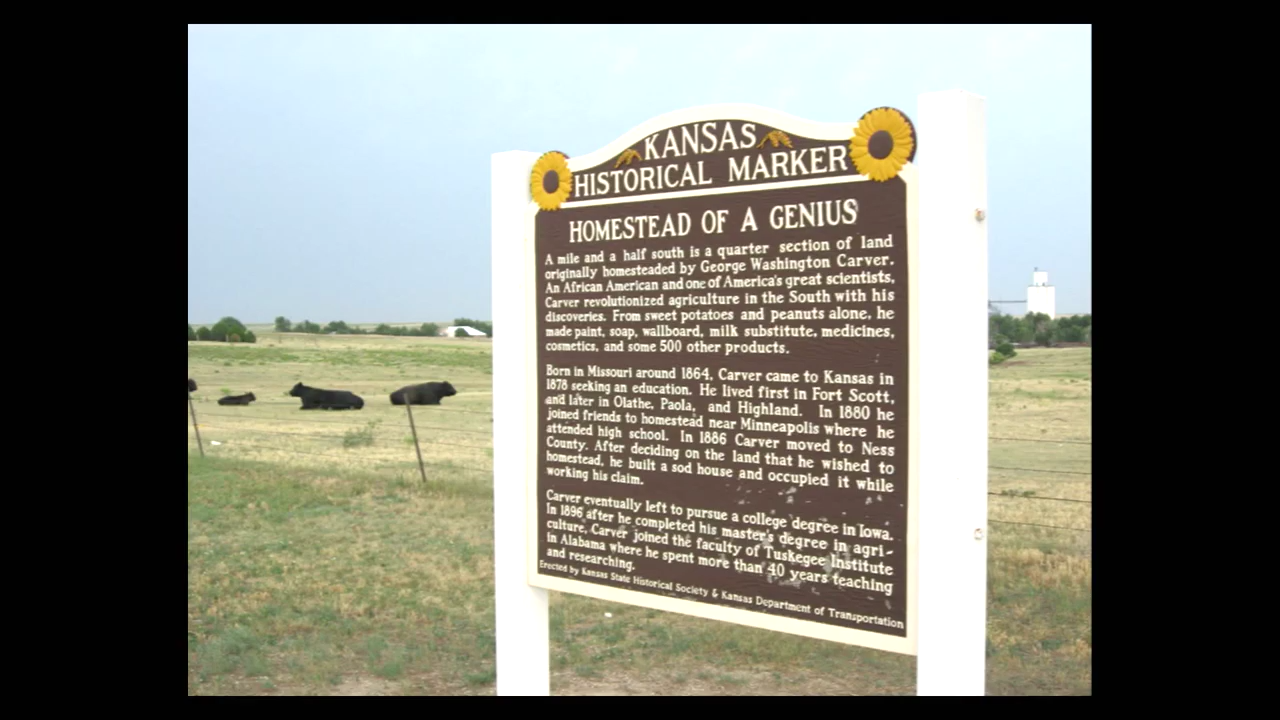 KANSAS
HISTORICAL MARKER
HOMESTEAD OF A GENIUS
A mile and a half south is a quarter section of land
originally homesteaded by George Washington Carver.
An African American and one of America's great scientists,
Carver revolutionized agriculture in the South with his
discoveries. From sweet potatoes and peanuts alone, he
made paint, soap, wallboard, milk substitute, medicines,
cosmetics, and some 500 other products.
Born in Missouri around 1864, Carver came to Kansas in
1878 seeking an education. He lived first in Fort Scott,
and later in Olathe, Paola, and Highland. In 1880 he
joined friends to homestead near Minneapolis where he
attended high school. In 1886 Carver moved to Ness
County. After deciding on the land that he wished to
homestead, he built a sod house and occupied it while
working his claim.
Carver eventually left to pursue a college degree in Iowa.
In 1896 after he completed his master's degree in agri-
culture, Carver joined the faculty of Tuskegee Institute
in Alabama where he spent more than 40 years teaching
and researching.
Erected by Kansas State Historical Society & Kansas Department of Transportation